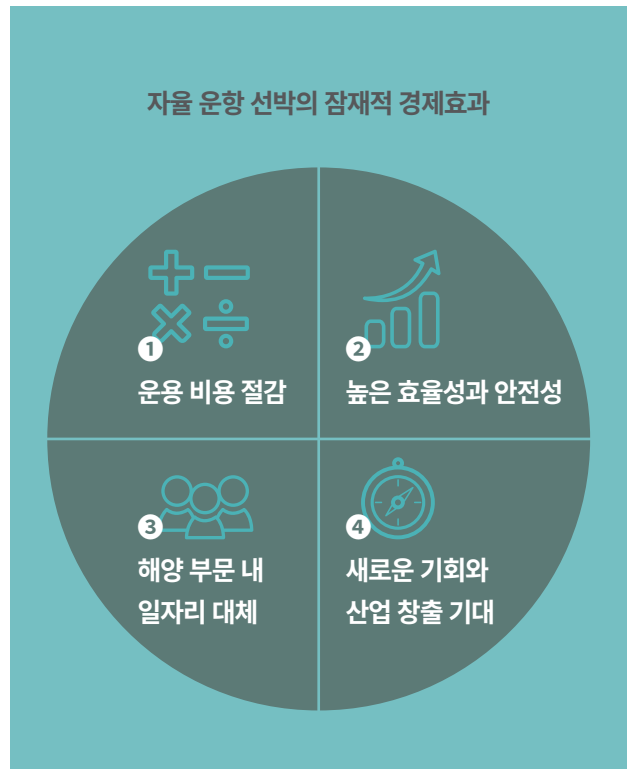 자율 운항 선박의 잠재적 경제효과
1
운용 비용 절감
2
높은 효율성과 안전성
3
해양 부문 내
일자리 대체
4
새로운 기회와
산업 창출 기대